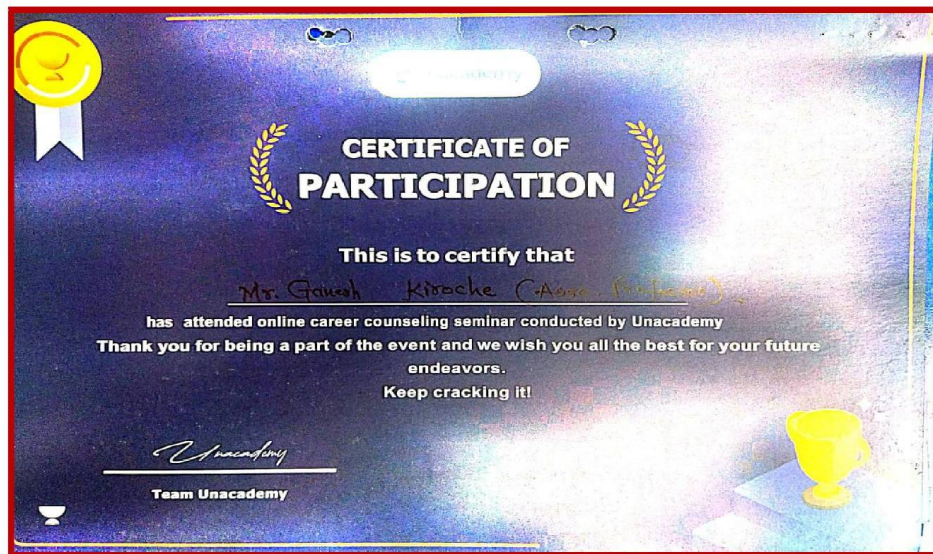 unacademy
CERTIFICATE OF
PARTICIPATION
This is to certify that
Mr. Ganesh Kiroche
has attended online career counseling seminar conducted by Unacademy
Thank you for being a part of the event and we wish you all the best for your future
endeavors.
Keep cracking it!
Unacademy
Team Unacademy